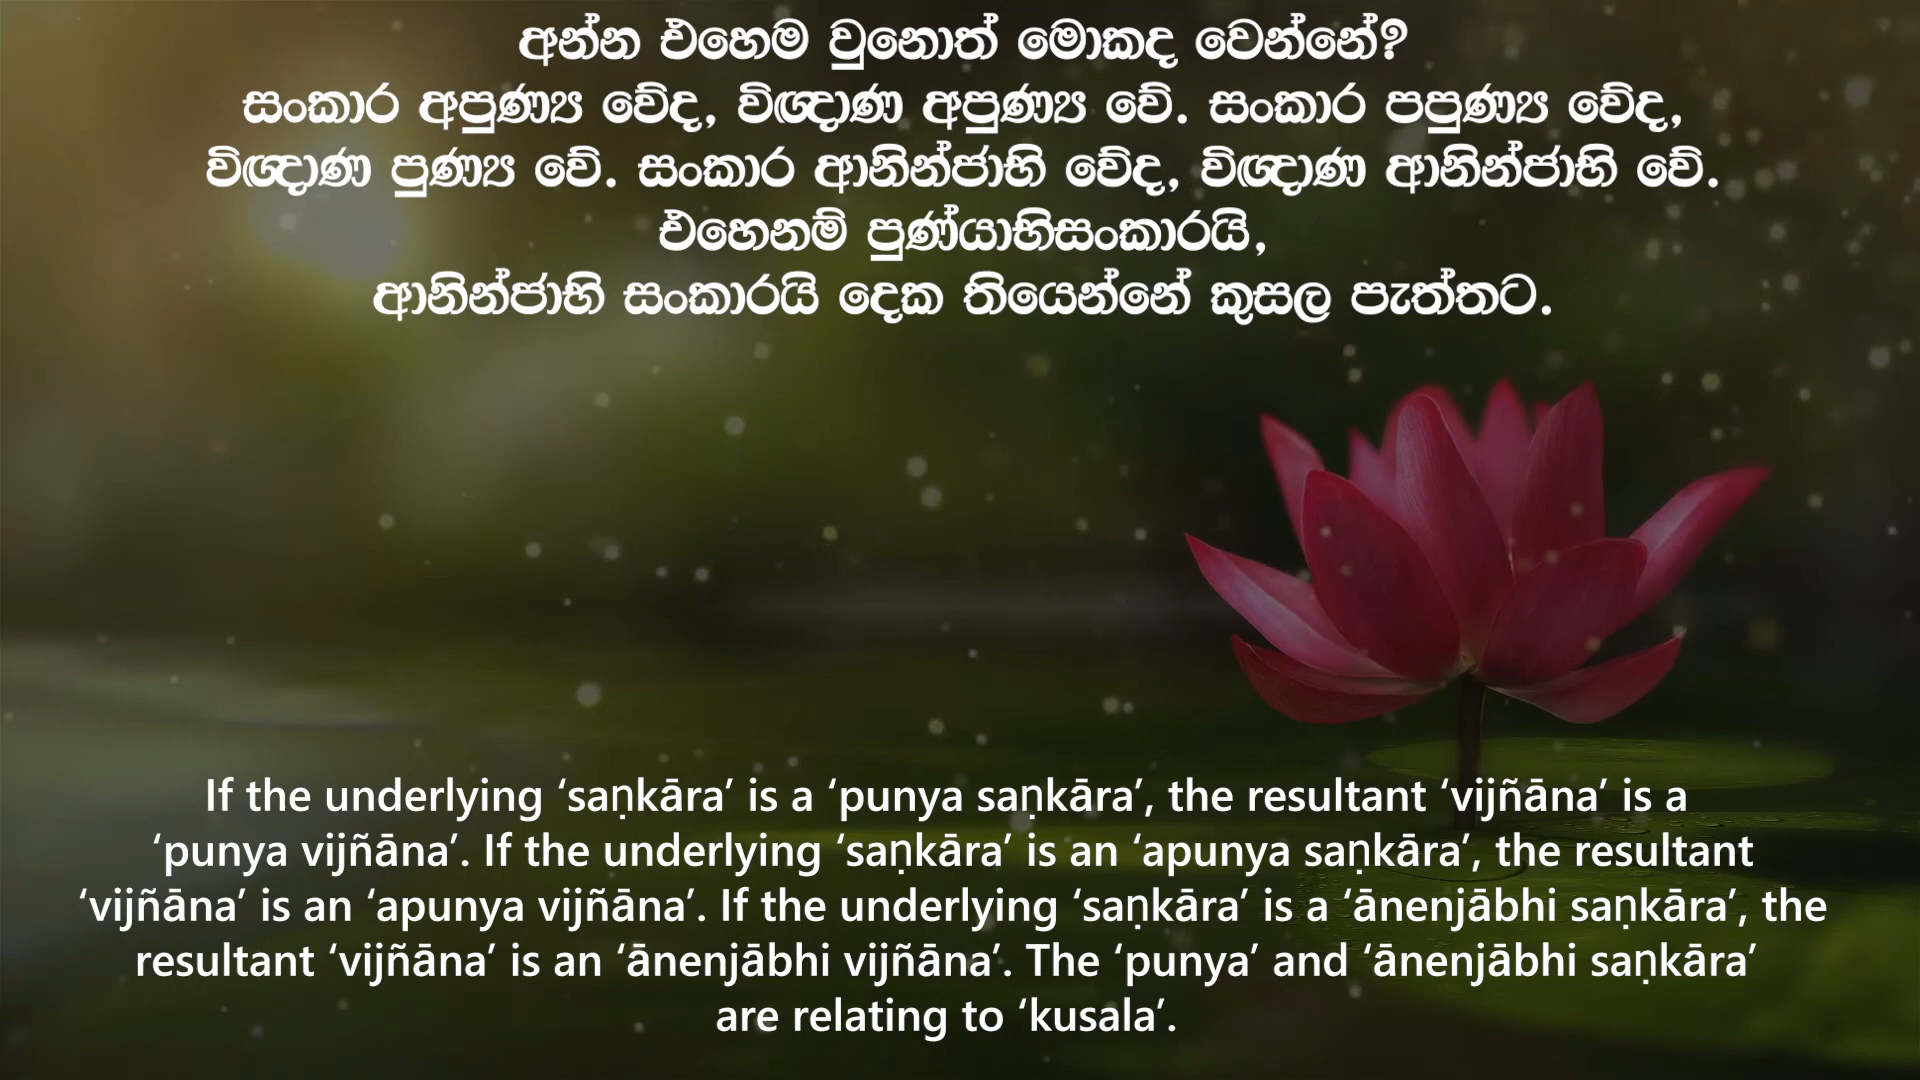 අන්න එහෙම වුනොත් මොකද වෙන්නේ?
සංකාර අපුණ්‍ය වේද, විඥාණ අපුණ්‍ය වේ. සංකාර පපුණ්‍ය වේද,
විඥාණ පුණ්‍ය වේ. සංකාර ආනින්ජාභි වේද, විඥාණ ආනින්ජාභි වේ.
එහෙනම් පුණ්යාභිසංකාරයි,
ආනින්ජාභි සංකාරයි දෙක තියෙන්නේ කුසල පැත්තට.
If the underlying ‘saṇkāra’ is a ‘punya saṇkāra’, the resultant ‘vijñāna’ is a
‘punya vijñāna’. If the underlying ‘saṇkāra’ is an ‘apunya saṇkāra’, the resultant
‘vijñāna’ is an ‘apunya vijñāna’. If the underlying ‘saṇkāra’ is a ‘ānenjābhi saṇkāra’, the
resultant ‘vijñāna’ is an ‘ānenjābhi vijñāna’. The ‘punya’ and ‘ānenjābhi saṇkāra’
are relating to ‘kusala’.